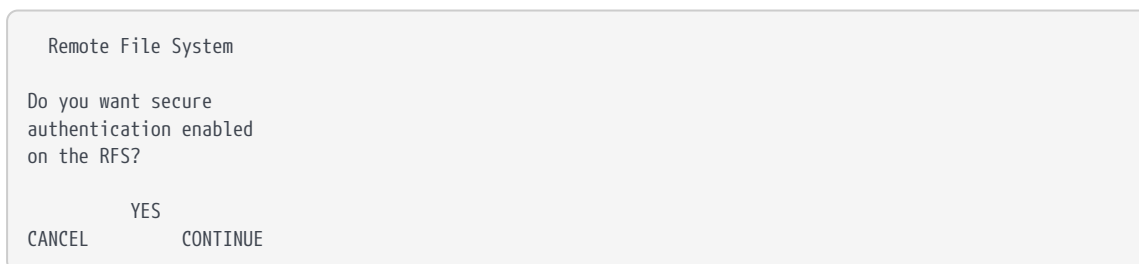 Remote File System
Do you want secure
authentication enabled
on the RFS?
YES
CANCEL CONTINUE